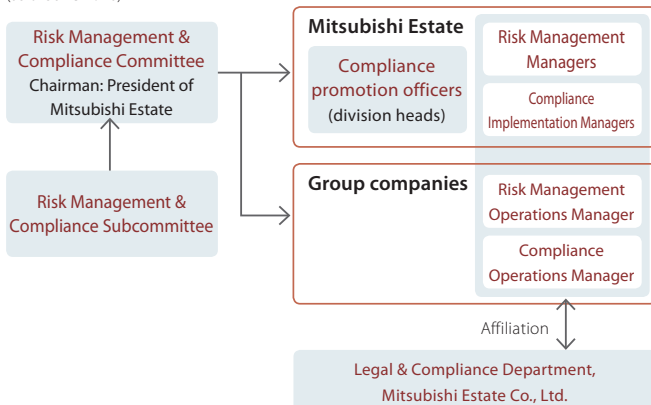 Risk Management &
Compliance Committee
Chairman: President of
Mitsubishi Estate
Risk Management &
Compliance Subcommittee
Mitsubishi Estate
Compliance
promotion officers
(division heads)
Risk Management
Managers
Compliance
Implementation Managers
Group companies
Risk Management
Operations Manager
Compliance
Operations Manager
Affiliation
Legal & Compliance Department,
Mitsubishi Estate Co., Ltd.